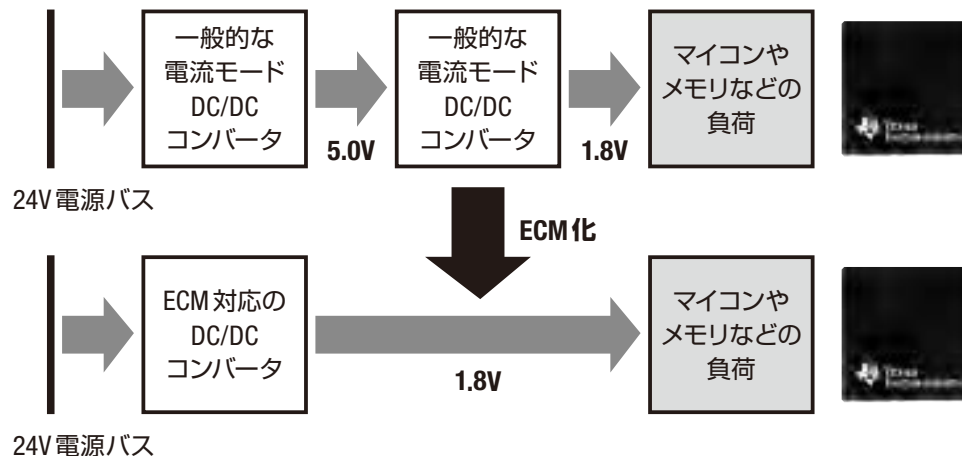 一般的な
電流モード
DC/DC
コンバータ
5.0V
一般的な
電流モード
DC/DC
コンバータ
1.8V
マイコンや
メモリなどの
負荷
24V電源バス
ECM化
ECM対応の
DC/DC
コンバータ
1.8V
マイコンや
メモリなどの
負荷
24V電源バス